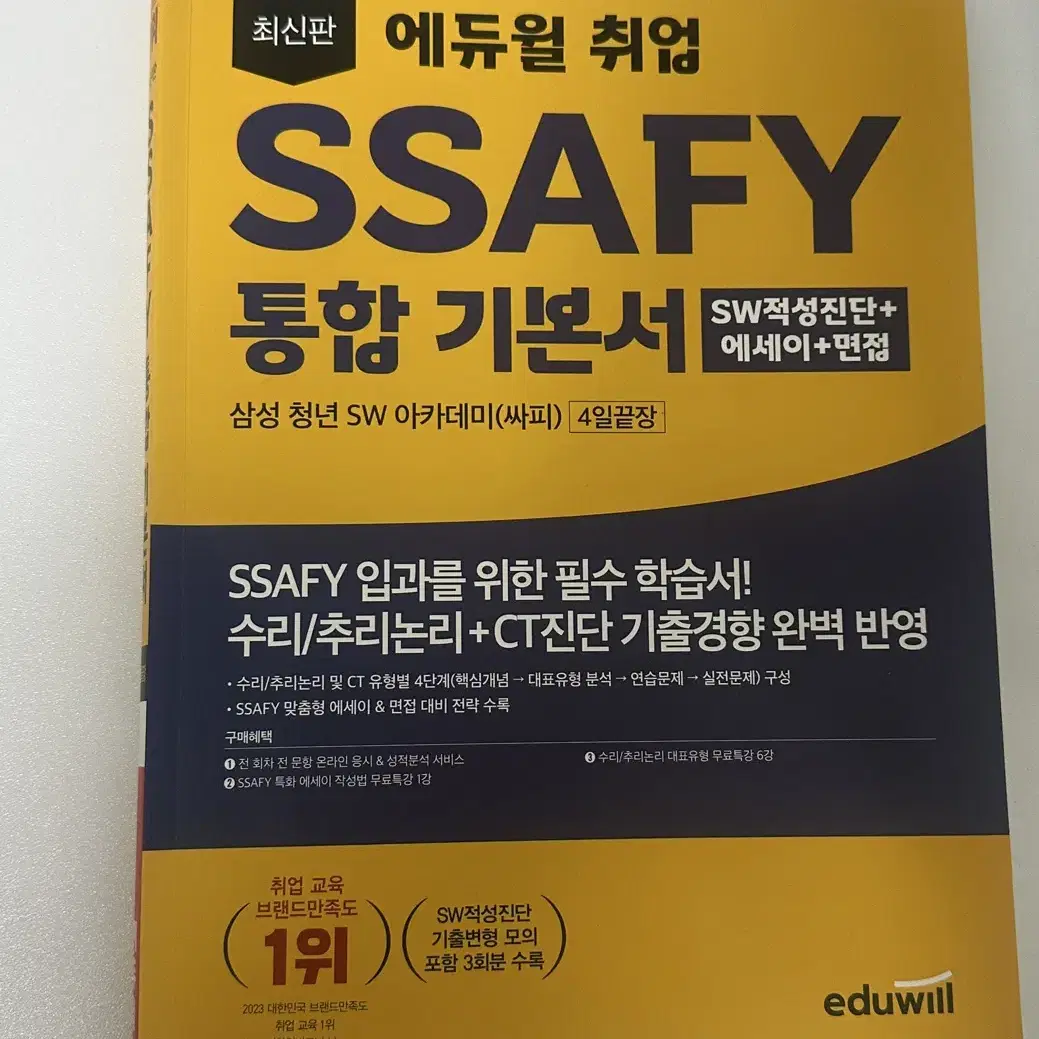 최신판
에듀윌 취업
SSAFY
통합 기본서
SW적성진단+
에세이+면접
삼성 청년 SW 아카데미(싸피) 4일끝장
SSAFY 입과를 위한 필수 학습서!
수리/추리논리+CT진단 기출경향 완벽 반영
• 수리/추리논리 및 CT 유형별 4단계(핵심개념 → 대표유형 분석 → 연습문제 → 실전문제) 구성
• SSAFY 맞춤형 에세이 & 면접 대비 전략 수록
구매혜택
❶ 전 회차 전 문항 온라인 응시 & 성적분석 서비스
❷ SSAFY 특화 에세이 작성법 무료특강 1강
❸ 수리/추리논리 대표유형 무료특강 6강
취업 교육
브랜드만족도
1위
SW적성진단
기출변형 모의
포함 3회분 수록
2023 대한민국 브랜드만족도
취업 교육 1위
eduwill